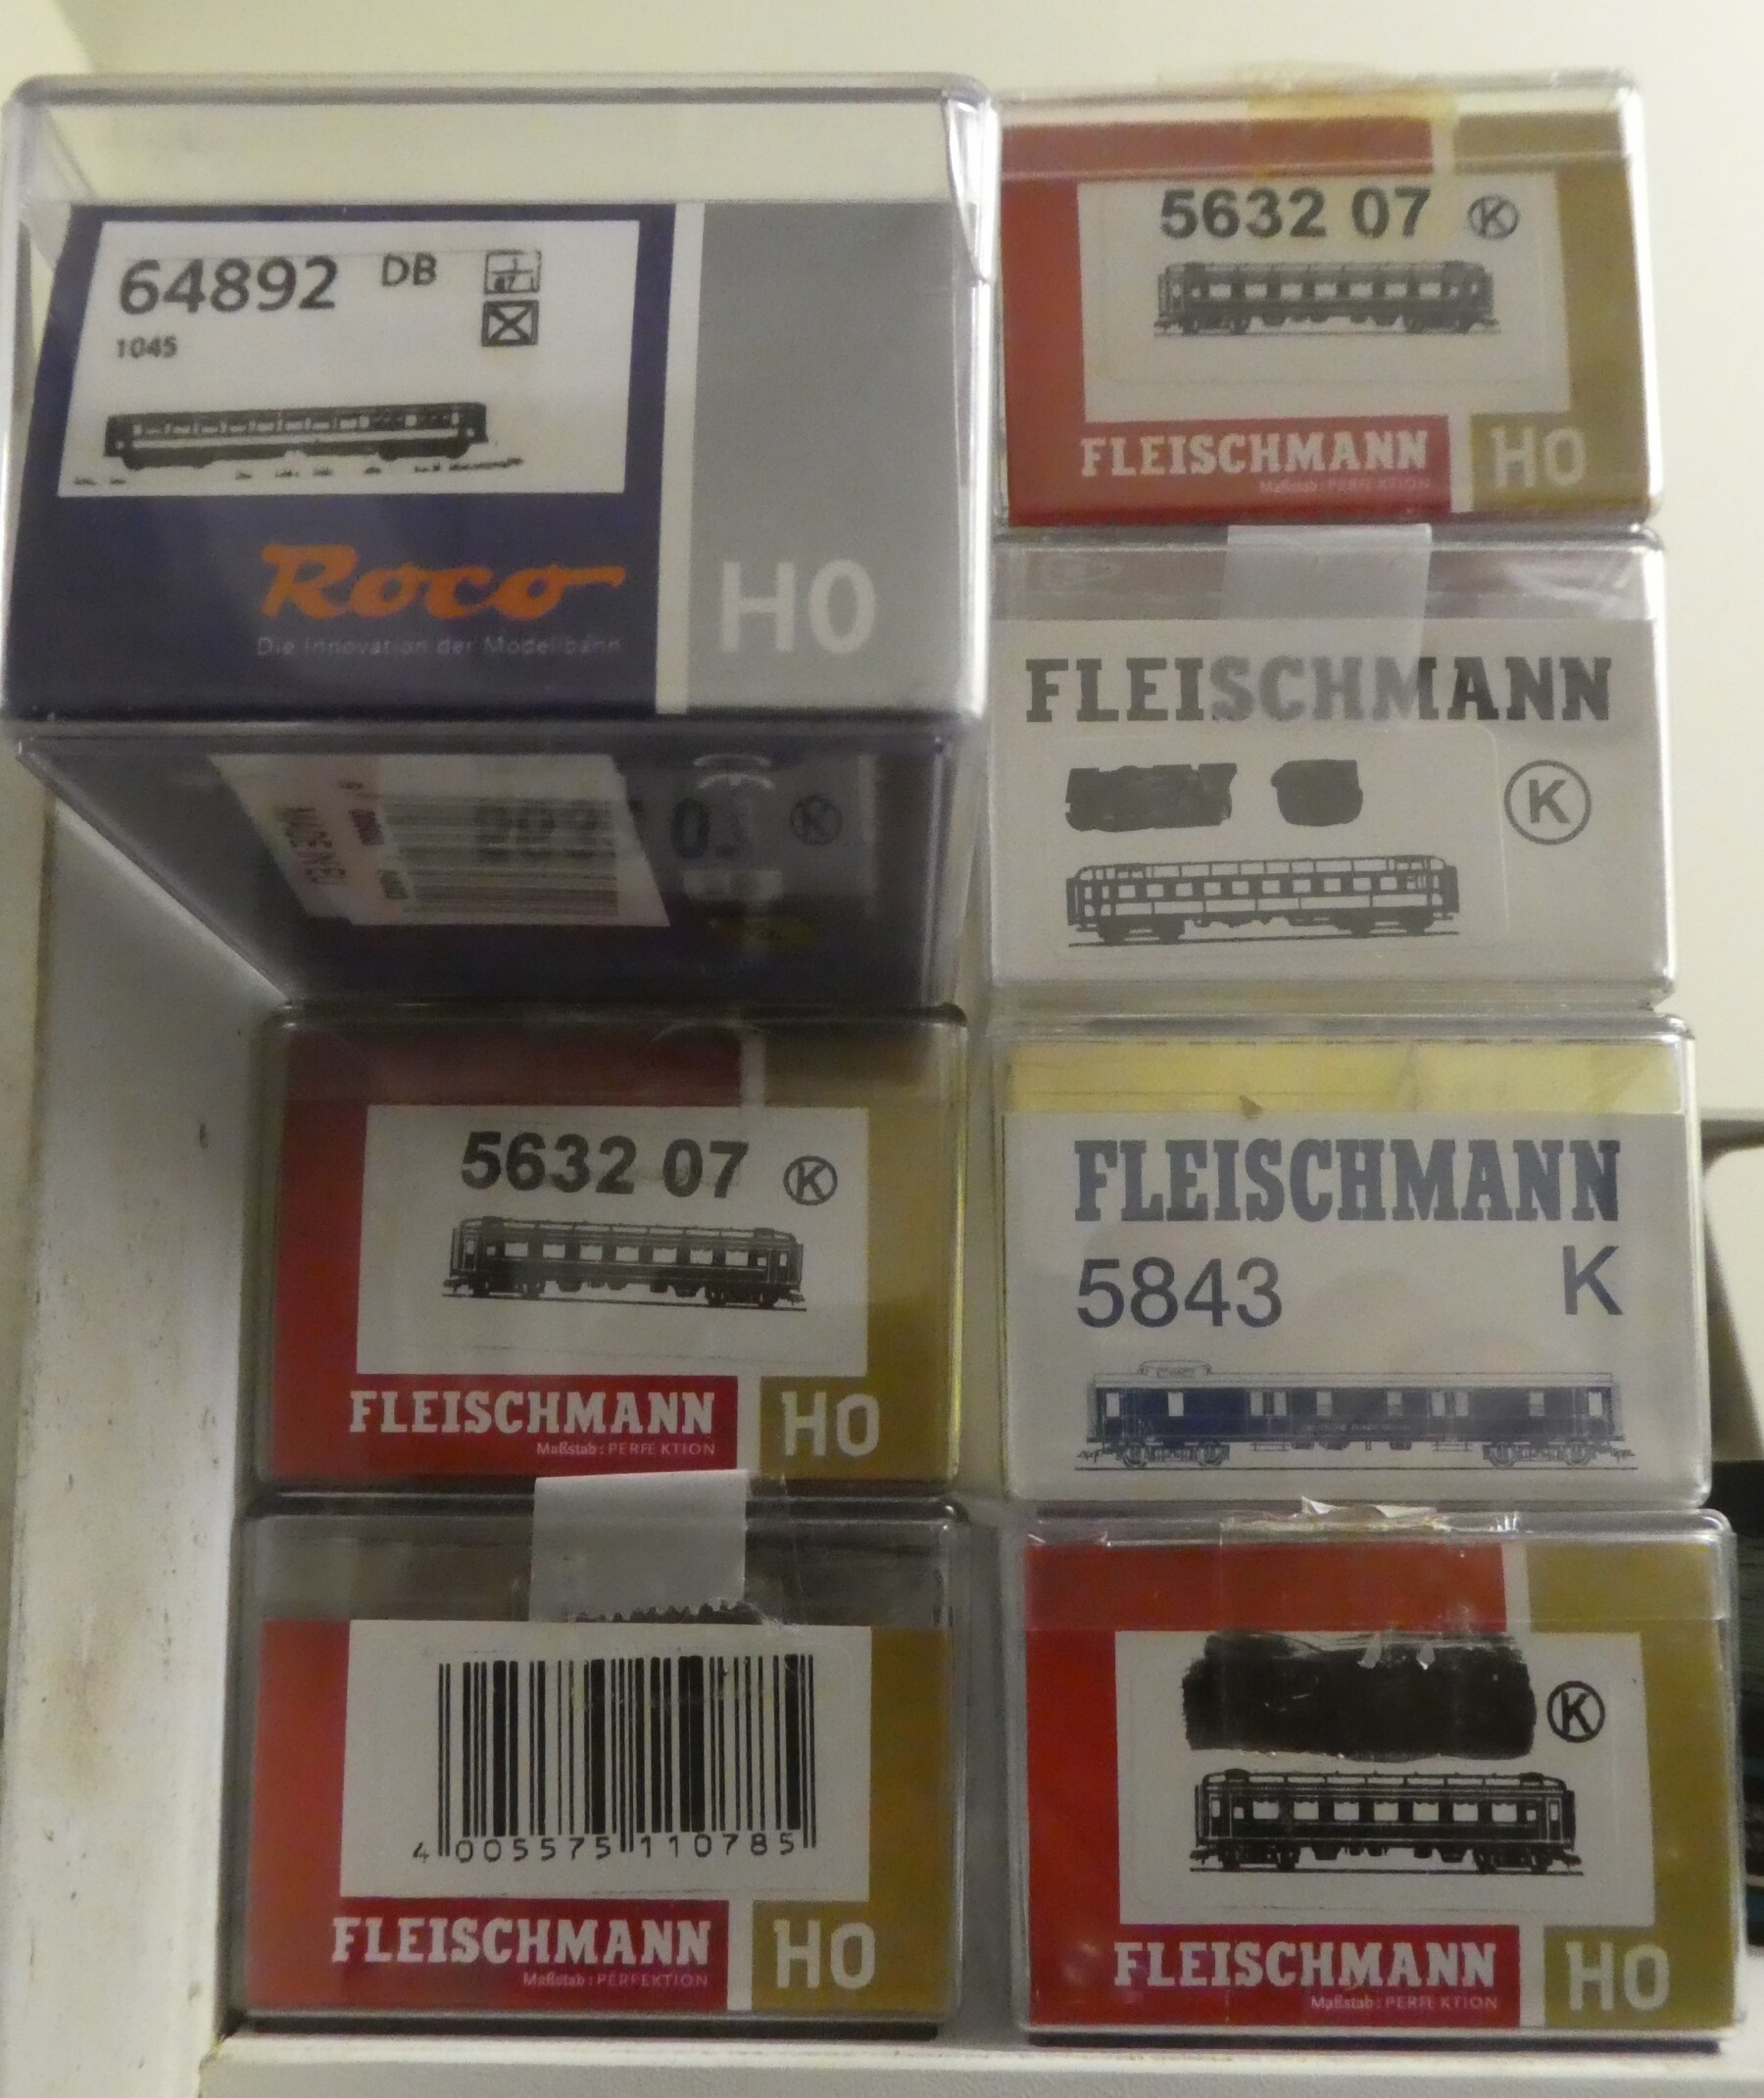 64892 DB
1045
Roco
Die Innovation der Modellbahn
H0
K
5632 07 K
FLEISCHMANN
Maßstab: PERFEKTION
H0
5632 07 K
FLEISCHMANN
Maßstab: PERFEKTION
H0
FLEISCHMANN
K
4 005575 110785
FLEISCHMANN
Maßstab: PERFEKTION
H0
FLEISCHMANN
5843 K
K
FLEISCHMANN
Maßstab: PERFEKTION
H0